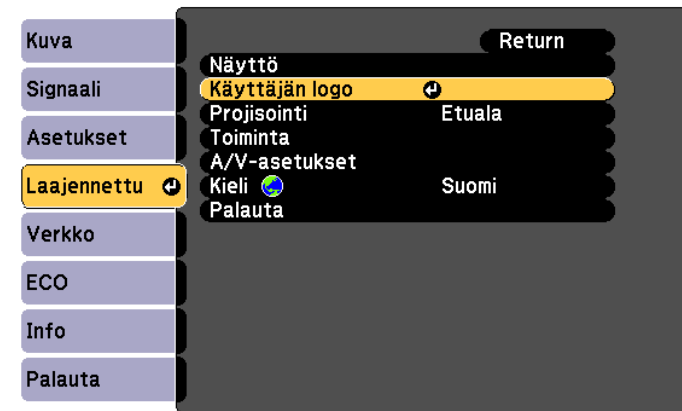 Kuva
Signaali
Asetukset
Laajennettu
Verkko
ECO
Info
Palauta
Return
Näyttö
Käyttäjän logo
Projisointi Etuala
Toiminta
A/V-asetukset
Kieli Suomi
Palauta